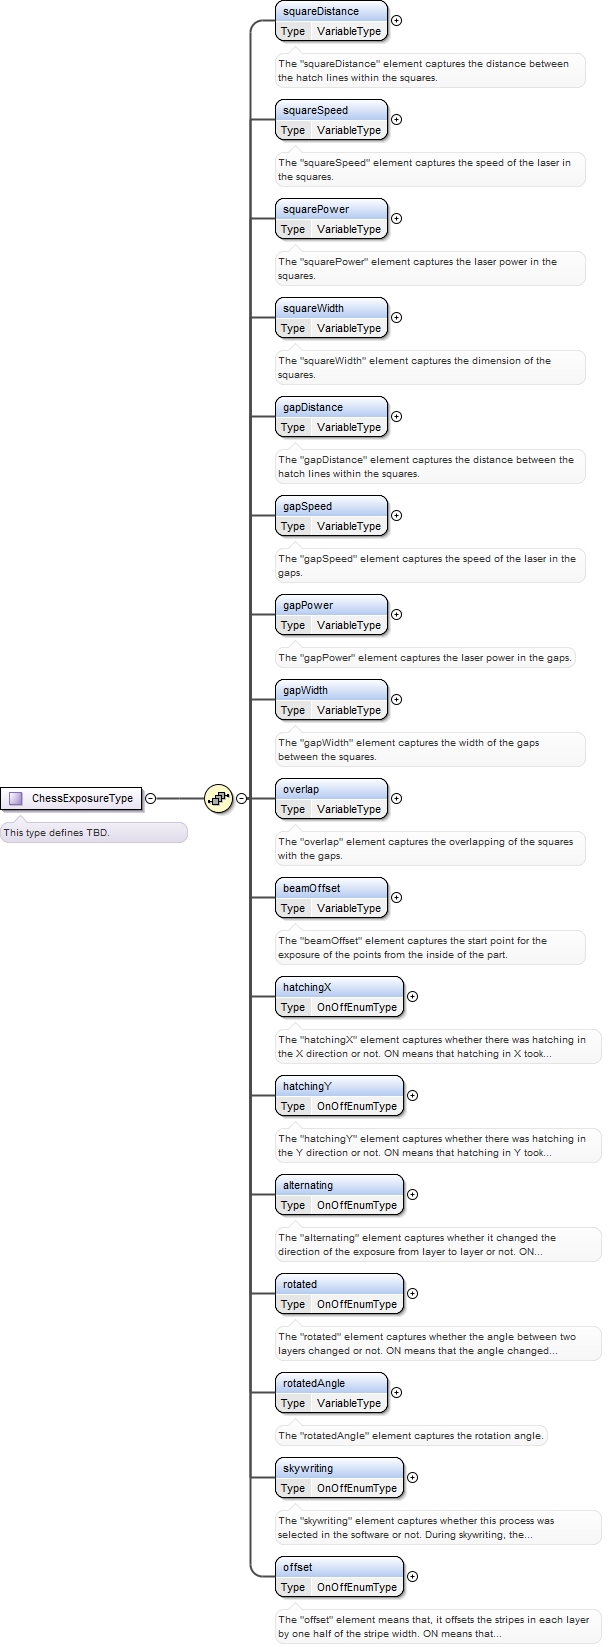 squareDistance
Type VariableType
The "squareDistance" element captures the distance between
the hatch lines within the squares.
squareSpeed
Type VariableType
The "squareSpeed" element captures the speed of the laser in
the squares.
squarePower
Type VariableType
The "squarePower" element captures the laser power in the
squares.
squareWidth
Type VariableType
The "squareWidth" element captures the dimension of the
squares.
gapDistance
Type VariableType
The "gapDistance" element captures the distance between the
hatch lines within the squares.
gapSpeed
Type VariableType
The "gapSpeed" element captures the speed of the laser in the
gaps.
gapPower
Type VariableType
The "gapPower" element captures the laser power in the gaps.
gapWidth
Type VariableType
The "gapWidth" element captures the width of the gaps
between the squares.
ChessExposureType
This type defines TBD.
overlap
Type VariableType
The "overlap" element captures the overlapping of the squares
with the gaps.
beamOffset
Type VariableType
The "beamOffset" element captures the start point for the
exposure of the points from the inside of the part.
hatchingX
Type OnOffEnumType
The "hatchingX" element captures whether there was hatching in
the X direction or not. ON means that hatching in X took...
hatchingY
Type OnOffEnumType
The "hatchingY" element captures whether there was hatching in
the Y direction or not. ON means that hatching in Y took...
alternating
Type OnOffEnumType
The "alternating" element captures whether it changed the
direction of the exposure from layer to layer or not. ON...
rotated
Type OnOffEnumType
The "rotated" element captures whether the angle between two
layers changed or not. ON means that the angle changed...
rotatedAngle
Type VariableType
The "rotatedAngle" element captures the rotation angle.
skywriting
Type OnOffEnumType
The "skywriting" element captures whether this process was
selected in the software or not. During skywriting, the...
offset
Type OnOffEnumType
The "offset" element means that, it offsets the stripes in each layer
by one half of the stripe width. ON means that...